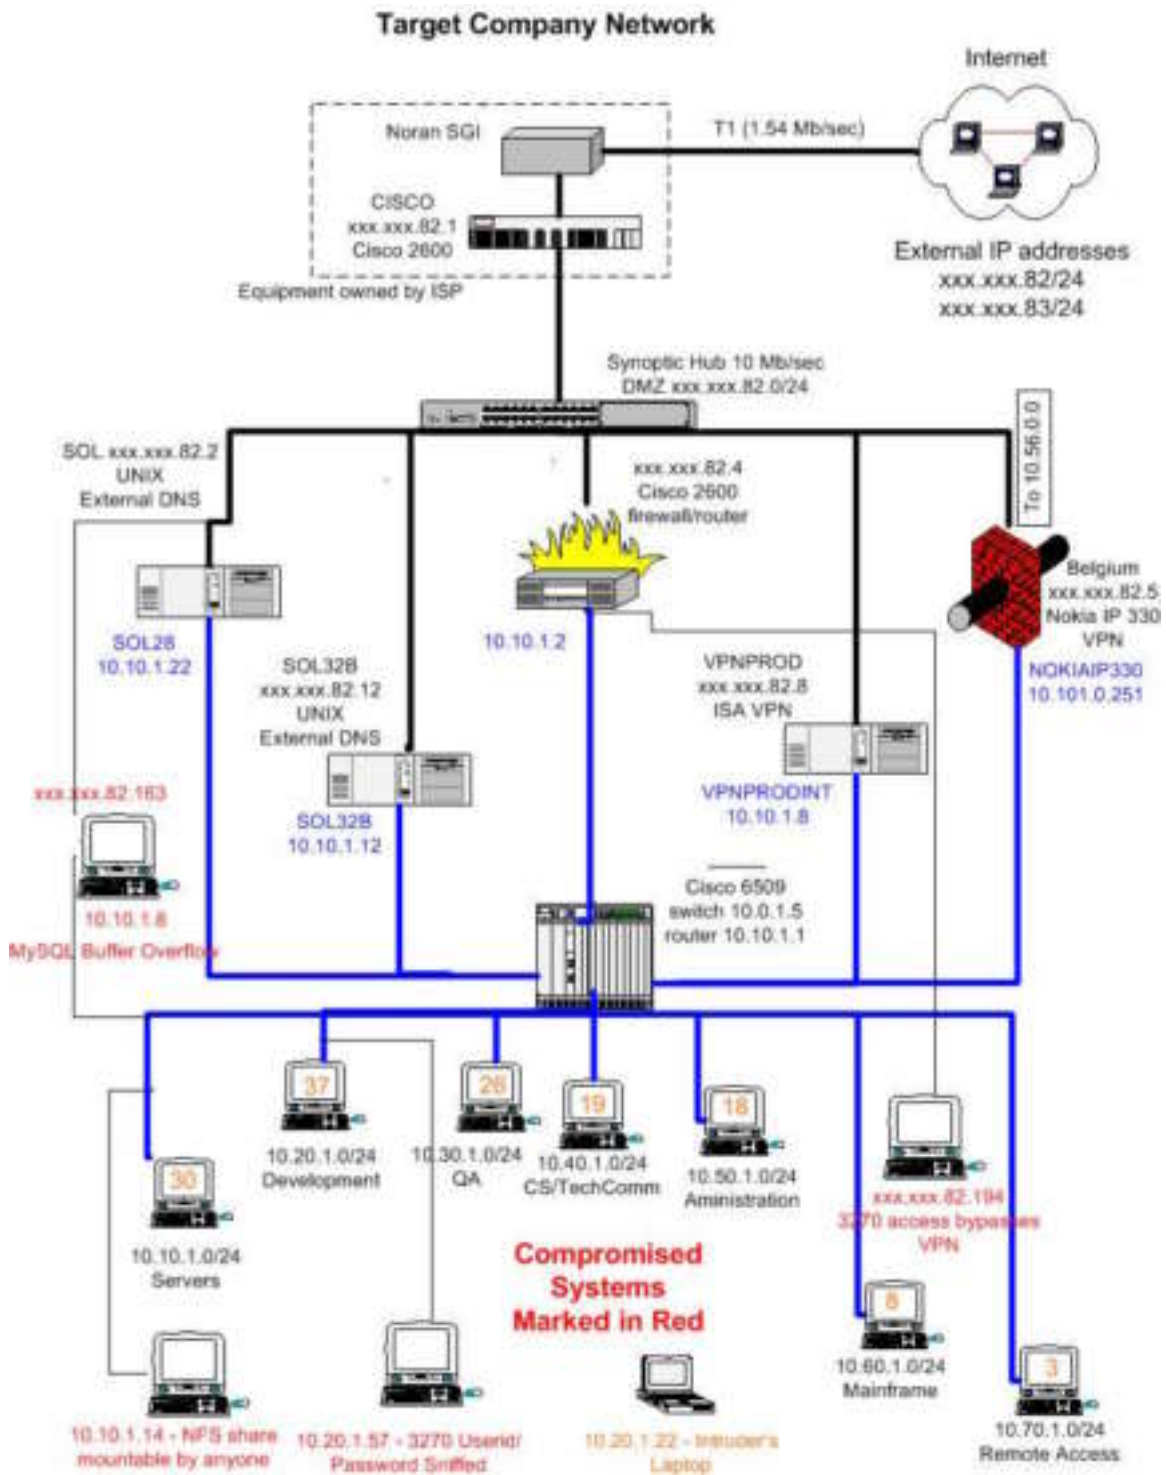 Target Company Network
Internet
Noran SGI
T1 (1.54 Mb/sec)
CISCO
xxx.xxx.82.1
Cisco 2600
Equipment owned by ISP
External IP addresses
xxx.xxx.82/24
xxx.xxx.83/24
Synoptic Hub 10 Mb/sec
DMZ xxx.xxx.82.0/24
To 10.56.0.0
SOL xxx.xxx.82.2
UNIX
External DNS
xxx.xxx.82.4
Cisco 2600
firewall/router
Belgium
xxx.xxx.82.5
Nokia IP 330
VPN
SOL28
10.10.1.22
10.10.1.2
SOL32B
xxx.xxx.82.12
UNIX
External DNS
VPNPROD
xxx.xxx.82.8
ISA VPN
NOKIAIP330
10.101.0.251
xxx.xxx.82.163
SOL32B
10.10.1.12
VPNPRODINT
10.10.1.8
Cisco 6509
switch 10.0.1.5
router 10.10.1.1
10.10.1.6
MySQL Buffer Overflow
37
26
19
18
10.20.1.0/24
Development
10.30.1.0/24
QA
10.40.1.0/24
CS/TechComm
10.50.1.0/24
Aministration
xxx.xxx.82.194
3270 access bypasses
VPN
30
10.10.1.0/24
Servers
Compromised
Systems
Marked in Red
8
10.60.1.0/24
Mainframe
3
10.70.1.0/24
Remote Access
10.10.1.14 - NFS share
mountable by anyone
10.20.1.57 - 3270 Userid/
Password Sniffed
10.20.1.22 - Intruder's
Laptop